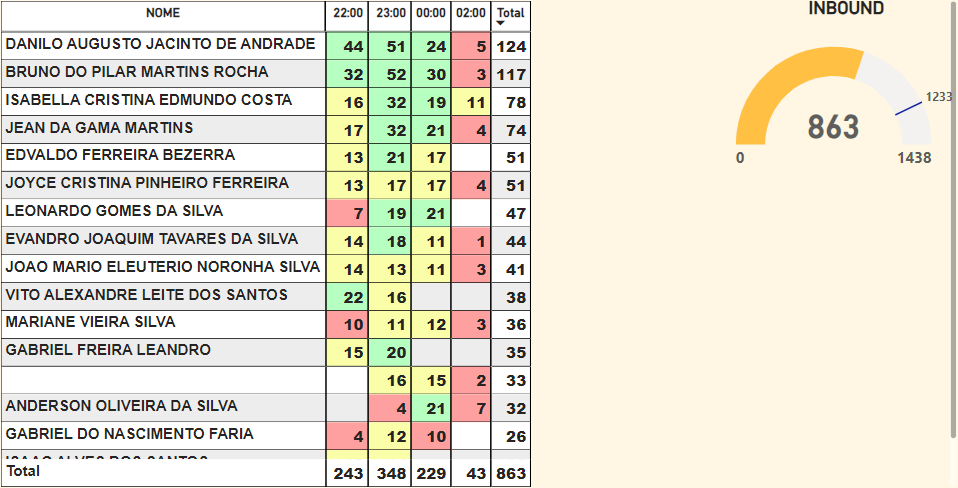 NOME 22:00 23:00 00:00 02:00 Total
DANILO AUGUSTO JACINTO DE ANDRADE 44 51 24 5 124
BRUNO DO PILAR MARTINS ROCHA 32 52 30 3 117
ISABELLA CRISTINA EDMUNDO COSTA 16 32 19 11 78
JEAN DA GAMA MARTINS 17 32 21 4 74
EDVALDO FERREIRA BEZERRA 13 21 17 51
JOYCE CRISTINA PINHEIRO FERREIRA 13 17 17 4 51
LEONARDO GOMES DA SILVA 7 19 21 47
EVANDRO JOAQUIM TAVARES DA SILVA 14 18 11 1 44
JOAO MARIO ELEUTERIO NORONHA SILVA 14 13 11 3 41
VITO ALEXANDRE LEITE DOS SANTOS 22 16 38
MARIANE VIEIRA SILVA 10 11 12 3 36
GABRIEL FREIRA LEANDRO 15 20 35
16 15 2 33
ANDERSON OLIVEIRA DA SILVA 4 21 7 32
GABRIEL DO NASCIMENTO FARIA 4 12 10 26
Total 243 348 229 43 863
INBOUND
1233
863
0 1438